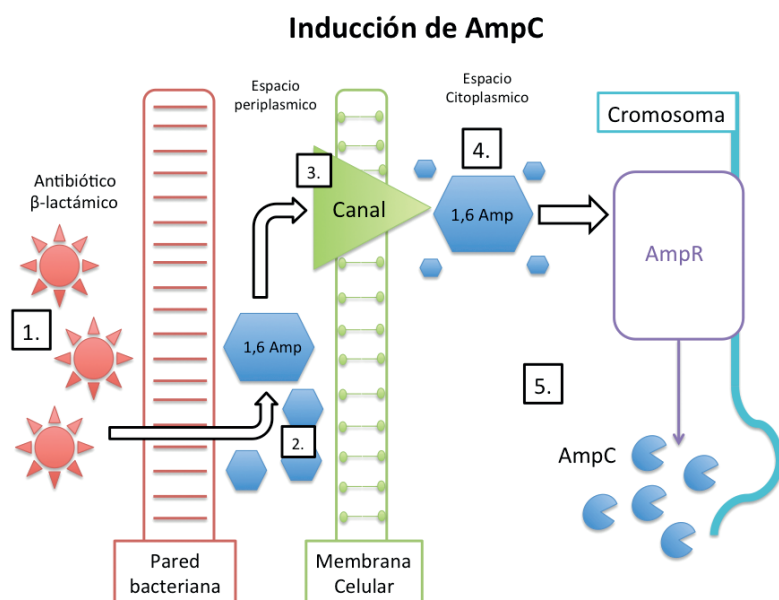 Inducción de AmpC
Espacio
periplasmico
Espacio
Citoplasmico
Cromosoma
Antibiótico
β-lactámico
3.
4.
Canal
1,6 Amp
AmpR
1.
1,6 Amp
2.
5.
AmpC
Pared
bacteriana
Membrana
Celular